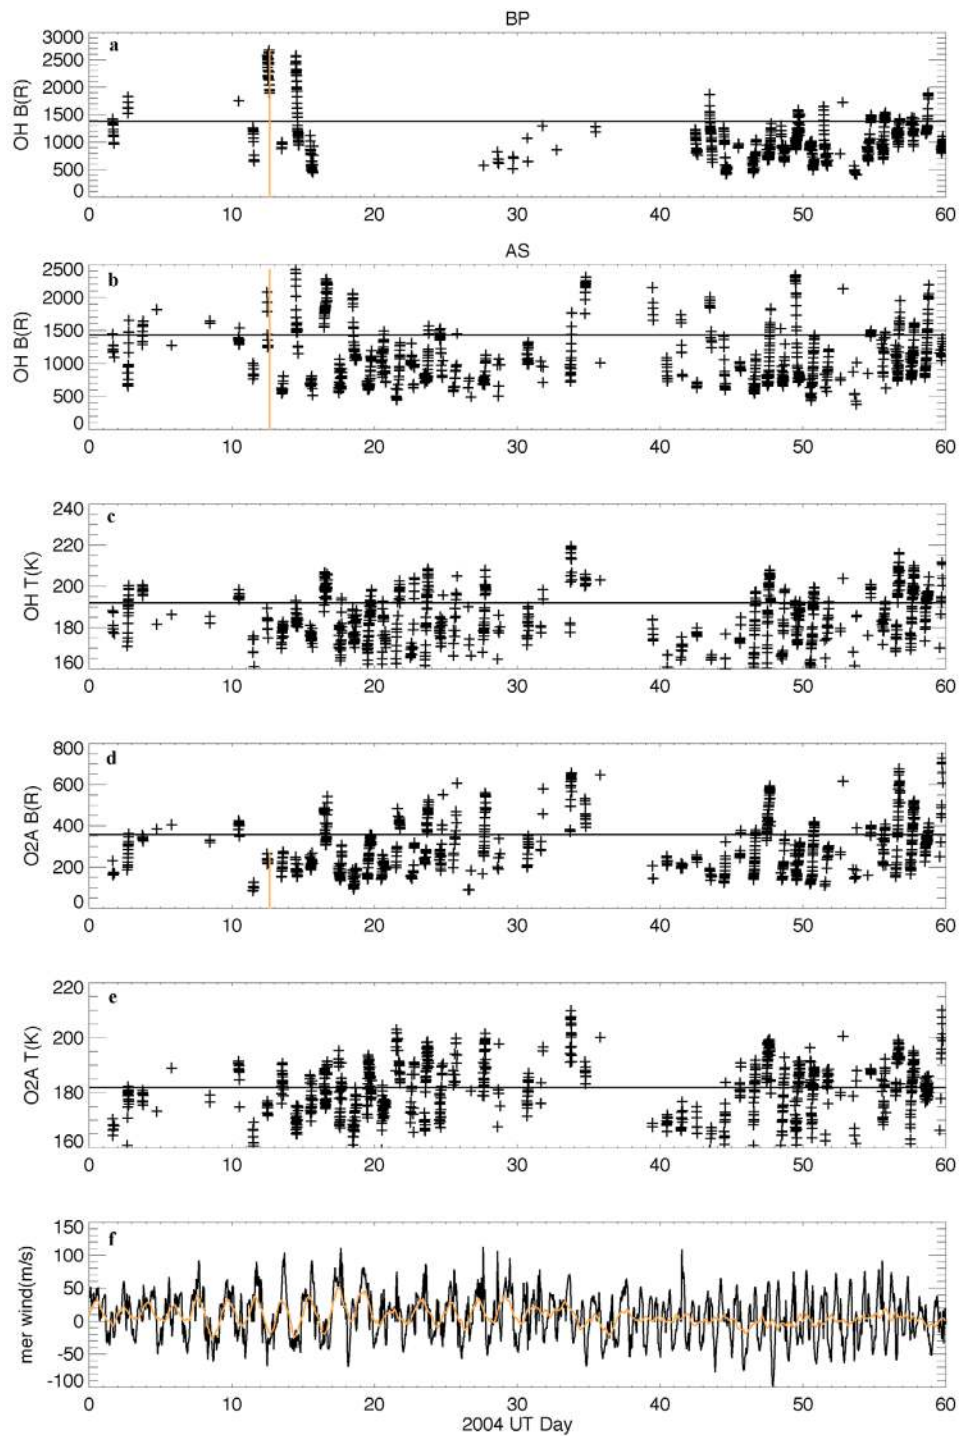 BP
a
OH B(R)
3000
2500
2000
1500
1000
500
0
0 10 20 30 40 50 60
AS
b
OH B(R)
2500
2000
1500
1000
500
0
0 10 20 30 40 50 60
c
OH T(K)
240
220
200
180
160
0 10 20 30 40 50 60
d
O2A B(R)
800
600
400
200
0
0 10 20 30 40 50 60
e
O2A T(K)
220
200
180
160
0 10 20 30 40 50 60
f
mer wind(m/s)
150
100
50
0
-50
-100
0 10 20 30 40 50 60
2004 UT Day